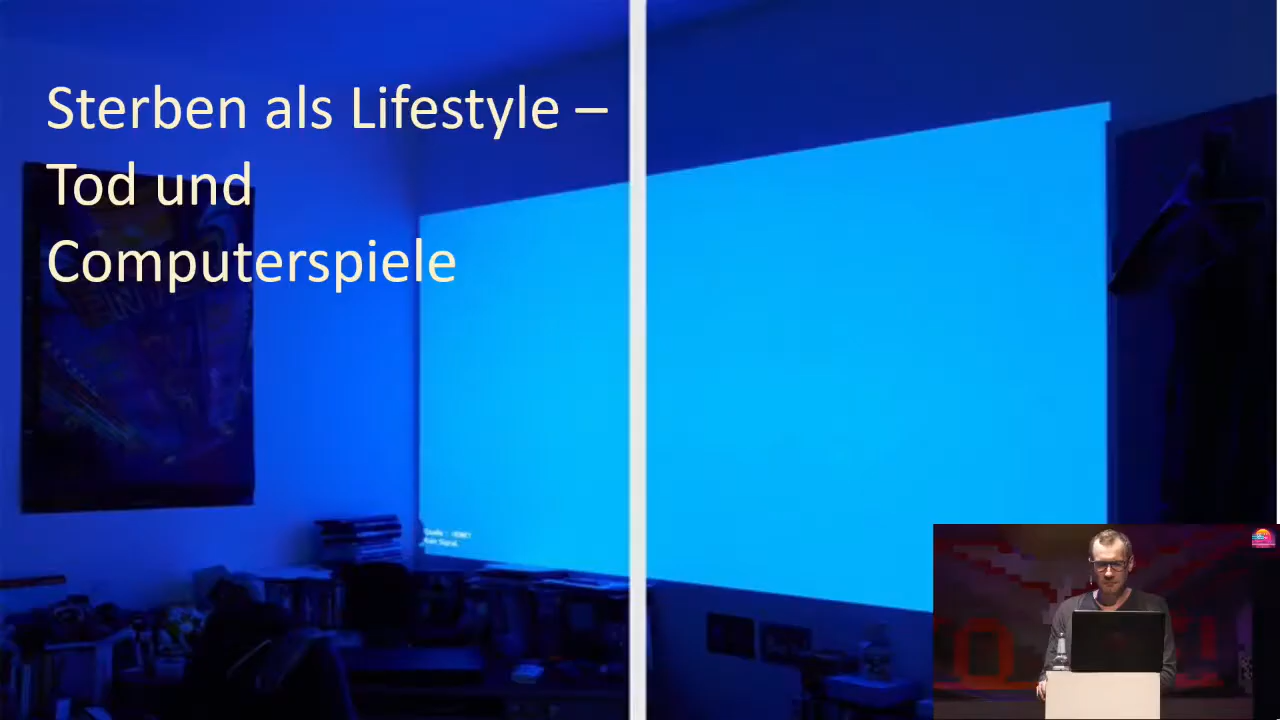 Sterben als Lifestyle –
Tod und
Computerspiele